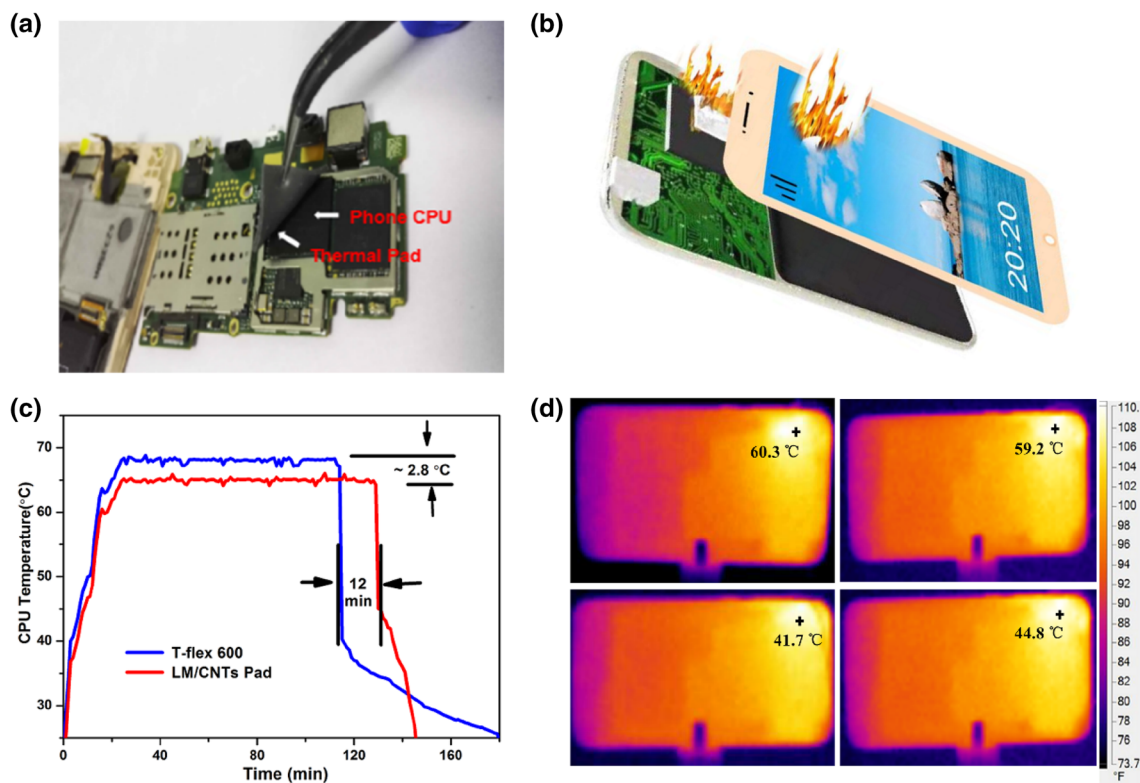 (a)
Phone CPU
Thermal Pad
(b)
20:20
(c)
CPU Temperature(°C)
70
60
50
40
30
~ 2.8 °C
12
min
T-flex 600
LM/CNTs Pad
0
40
80
120
160
Time (min)
(d)
60.3 ℃
59.2 ℃
41.7 ℃
44.8 ℃
110.
108
106
104
102
100
98
96
94
92
90
88
86
84
82
80
78
76
73.7
°F